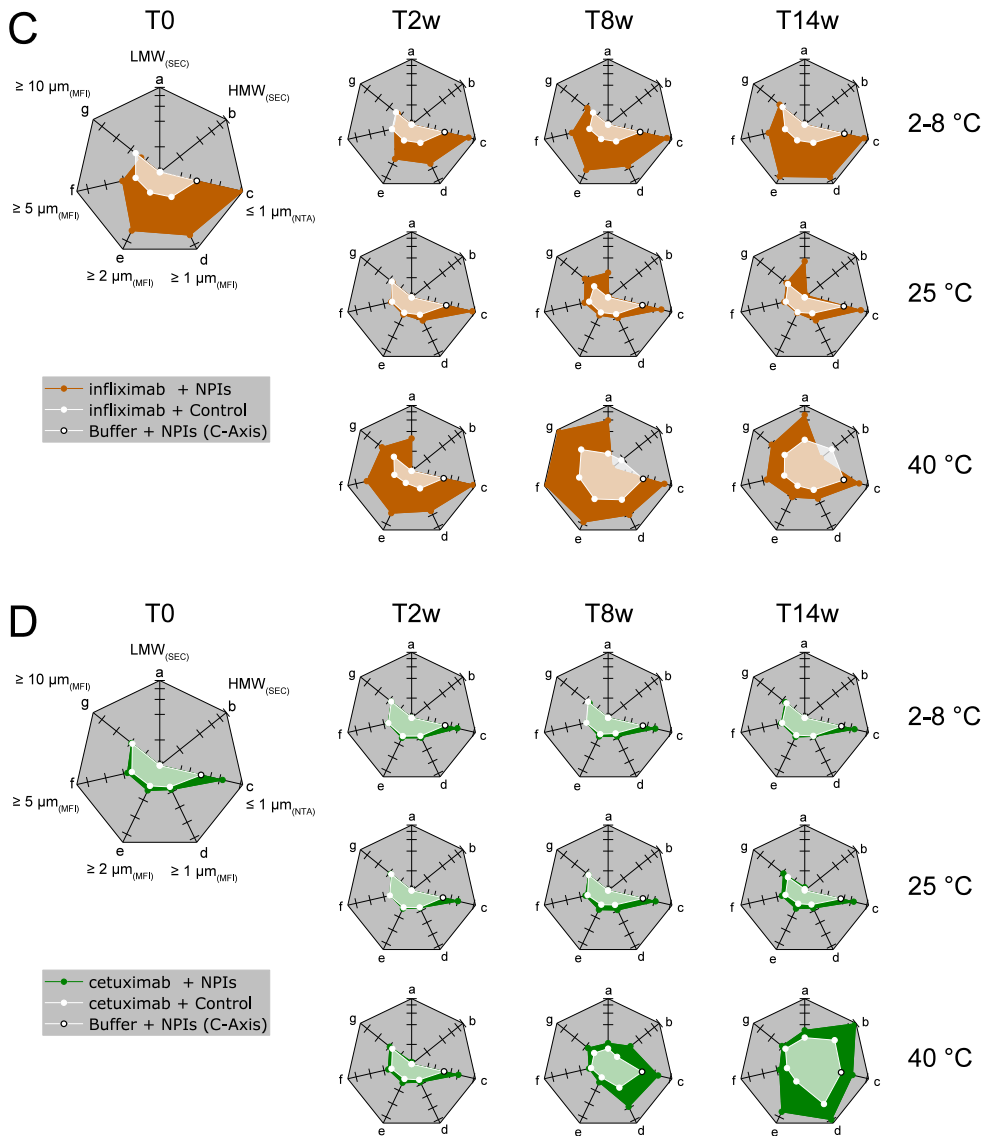 C
T0
T2w
T8w
T14w
LMW(SEC)
HMW(SEC)
≥ 10 µm(MFI)
a
b
g
f
c
≥ 5 µm(MFI)
≤ 1 µm(NTA)
e
d
≥ 2 µm(MFI)
≥ 1 µm(MFI)
a
b
g
f
c
e
d
a
b
g
f
c
e
d
a
b
g
f
c
e
d
2-8 °C
a
b
g
f
c
e
d
a
b
g
f
c
e
d
a
b
g
f
c
e
d
25 °C
infliximab + NPIs
infliximab + Control
Buffer + NPIs (C-Axis)
a
b
g
f
c
e
d
a
b
g
f
c
e
d
a
b
g
f
c
e
d
40 °C
D
T0
T2w
T8w
T14w
LMW(SEC)
HMW(SEC)
≥ 10 µm(MFI)
a
b
g
f
c
≥ 5 µm(MFI)
≤ 1 µm(NTA)
e
d
≥ 2 µm(MFI)
≥ 1 µm(MFI)
a
b
g
f
c
e
d
a
b
g
f
c
e
d
a
b
g
f
c
e
d
2-8 °C
a
b
g
f
c
e
d
a
b
g
f
c
e
d
a
b
g
f
c
e
d
25 °C
cetuximab + NPIs
cetuximab + Control
Buffer + NPIs (C-Axis)
a
b
g
f
c
e
d
a
b
g
f
c
e
d
a
b
g
f
c
e
d
40 °C